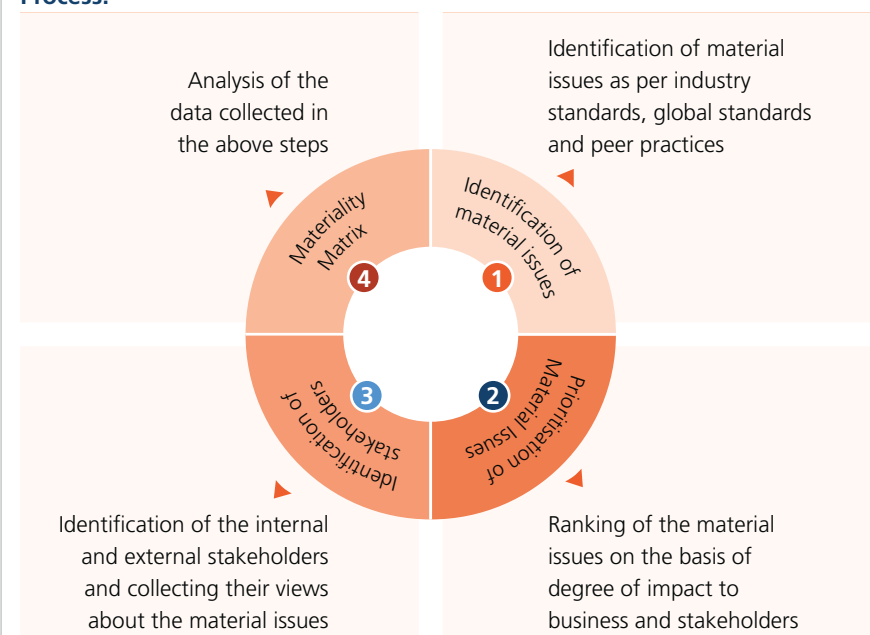 Process:
Analysis of the
data collected in
the above steps
Identification of material
issues as per industry
standards, global standards
and peer practices
Materiality
Matrix
4
Identification of
material issues
1
Identification of
stakeholders
3
Prioritisation of
Material Issues
2
Identification of the internal
and external stakeholders
and collecting their views
about the material issues
Ranking of the material
issues on the basis of
degree of impact to
business and stakeholders